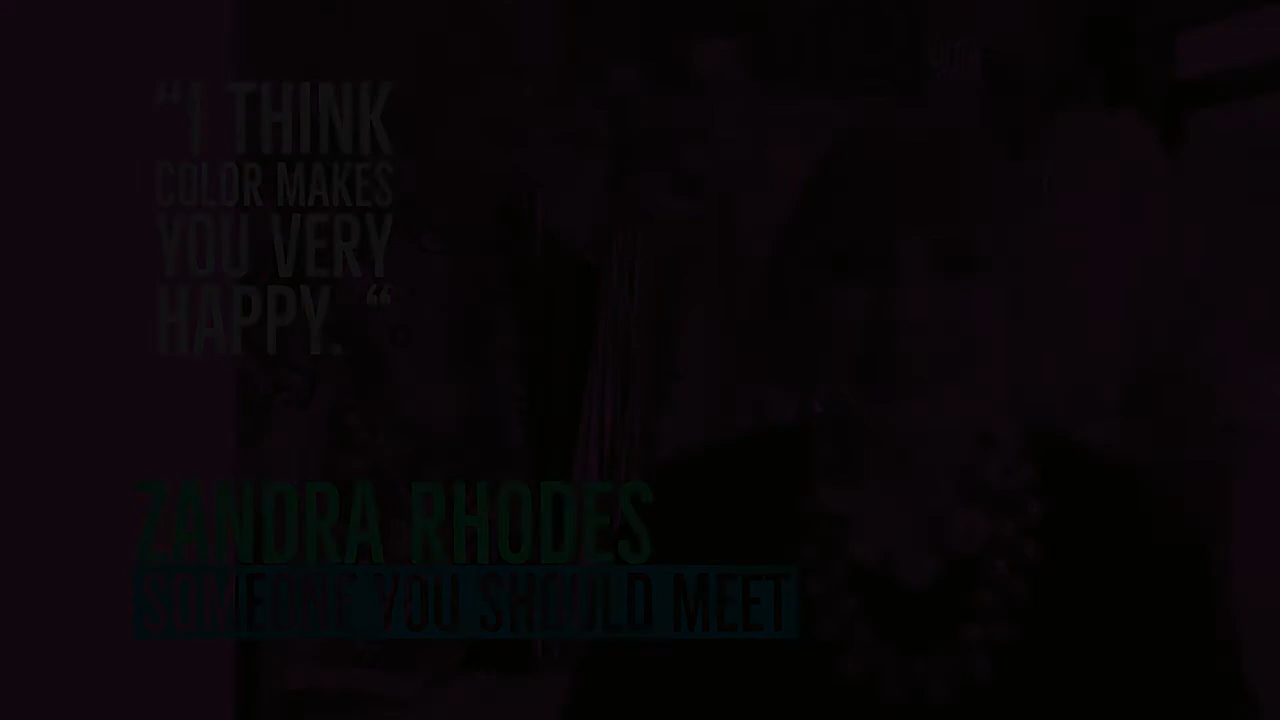 “I THINK
COLOR MAKES
YOU VERY
HAPPY. “
ZANDRA RHODES
SOMEONE YOU SHOULD MEET